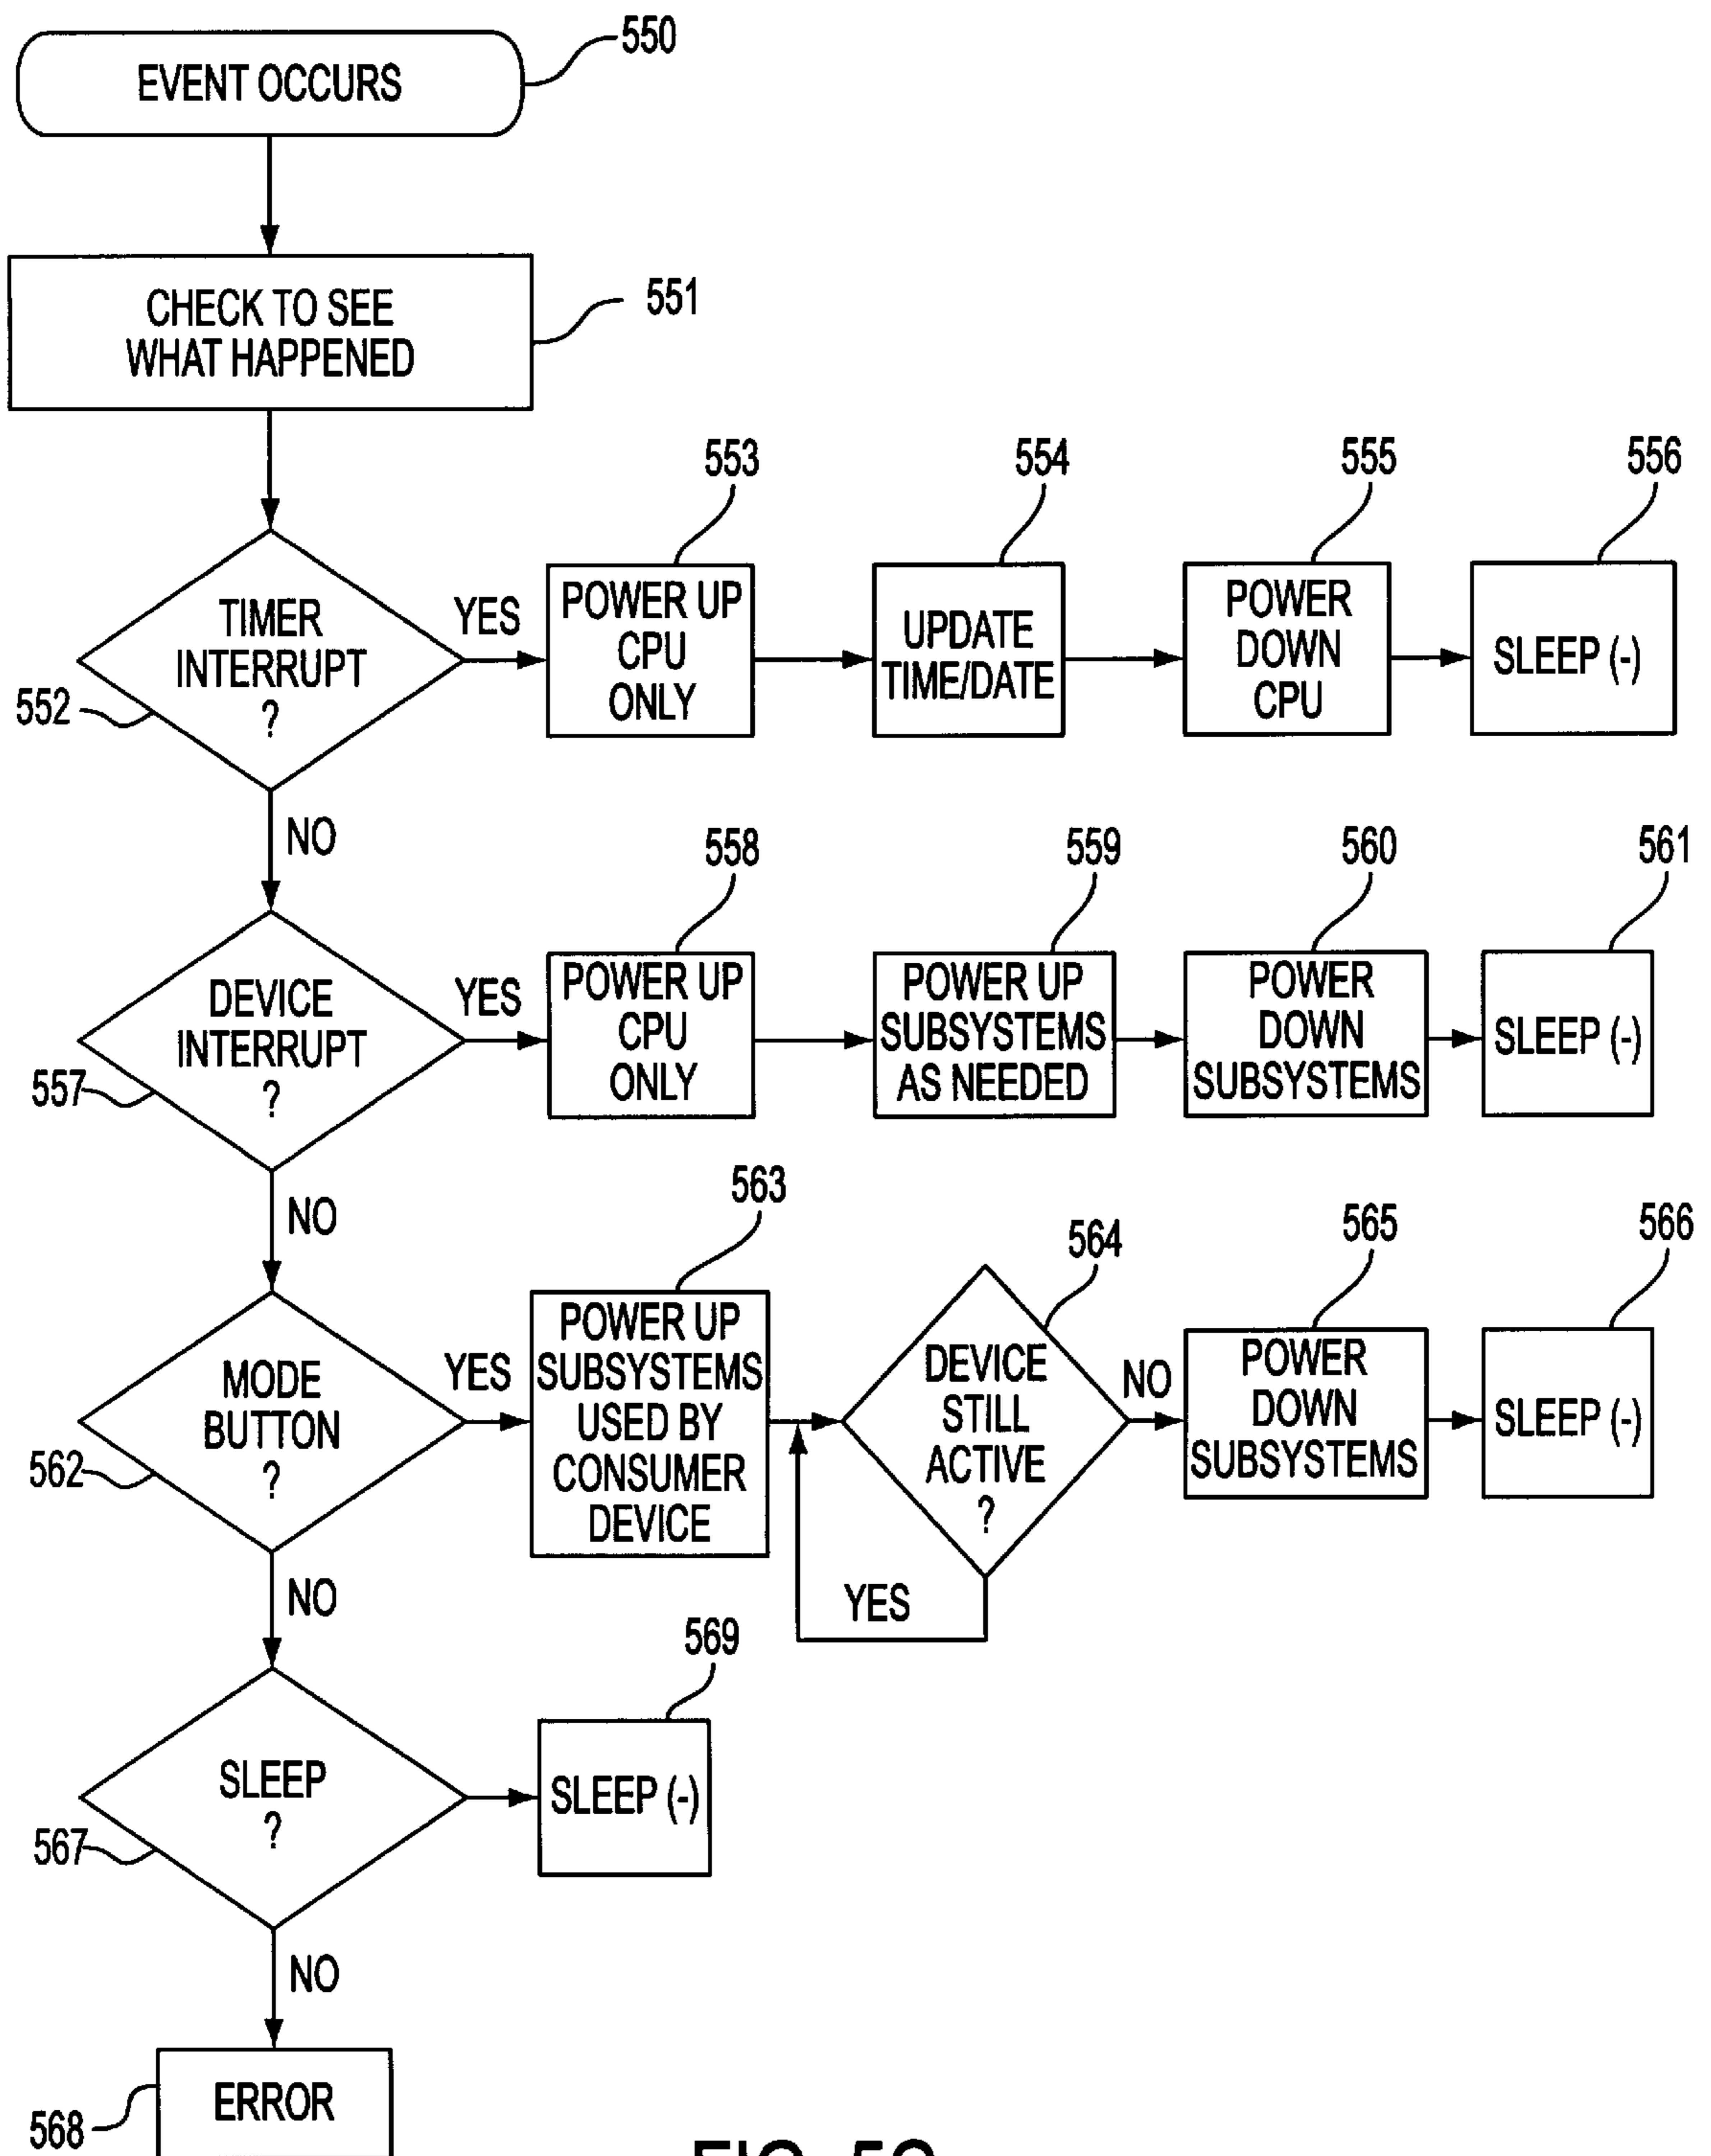 550
EVENT OCCURS
551
CHECK TO SEE
WHAT HAPPENED
552
TIMER
INTERRUPT
?
YES
553
POWER UP
CPU
ONLY
554
UPDATE
TIME/DATE
555
POWER
DOWN
CPU
556
SLEEP (-)
NO
557
DEVICE
INTERRUPT
?
YES
558
POWER UP
CPU
ONLY
559
POWER UP
SUBSYSTEMS
AS NEEDED
560
POWER
DOWN
SUBSYSTEMS
561
SLEEP (-)
NO
562
MODE
BUTTON
?
YES
563
POWER UP
SUBSYSTEMS
USED BY
CONSUMER
DEVICE
564
DEVICE
STILL
ACTIVE
?
YES
NO
565
POWER
DOWN
SUBSYSTEMS
566
SLEEP (-)
NO
567
SLEEP
?
569
SLEEP (-)
NO
568
ERROR